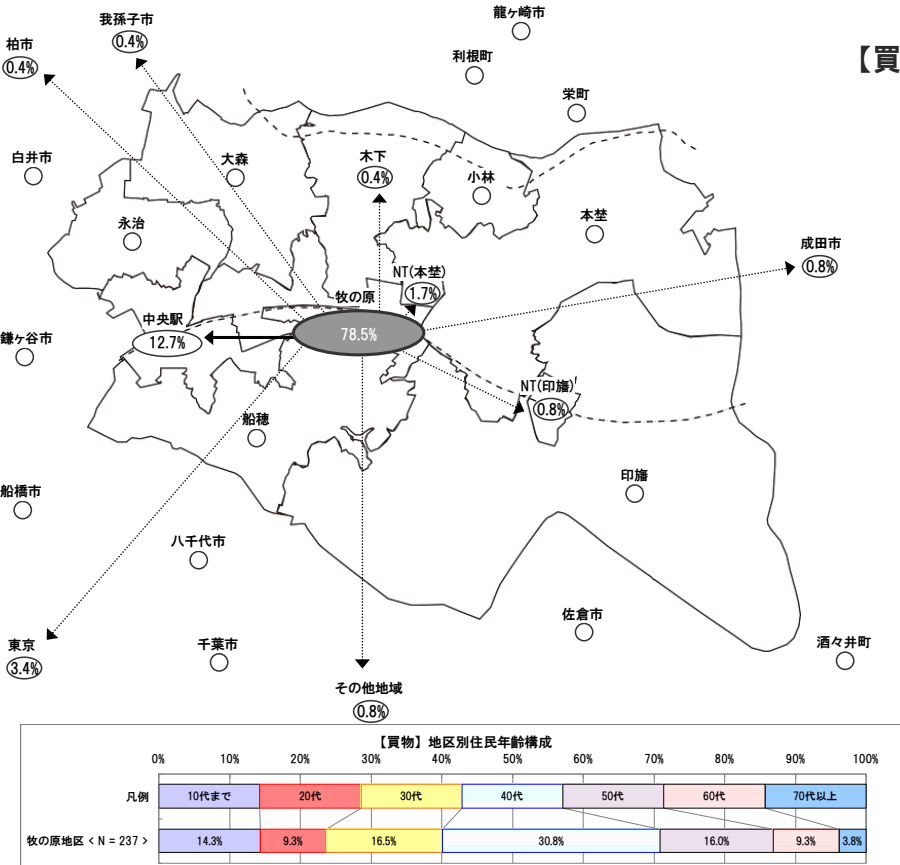 龍ヶ崎市
我孫子市
0.4%
柏市
0.4%
利根町
【買
栄町
白井市
大森
木下
0.4%
小林
永治
本埜
成田市
0.8%
NT(本埜)
1.7%
牧の原
78.5%
中央駅
12.7%
鎌ヶ谷市
NT(印旛)
0.8%
船穂
印旛
船橋市
八千代市
佐倉市
東京
3.4%
千葉市
酒々井町
その他地域
0.8%
【買物】地区別住民年齢構成
0% 10% 20% 30% 40% 50% 60% 70% 80% 90% 100%
凡例 10代まで 20代 30代 40代 50代 60代 70代以上
牧の原地区 < N = 237 > 14.3% 9.3% 16.5% 30.8% 16.0% 9.3% 3.8%